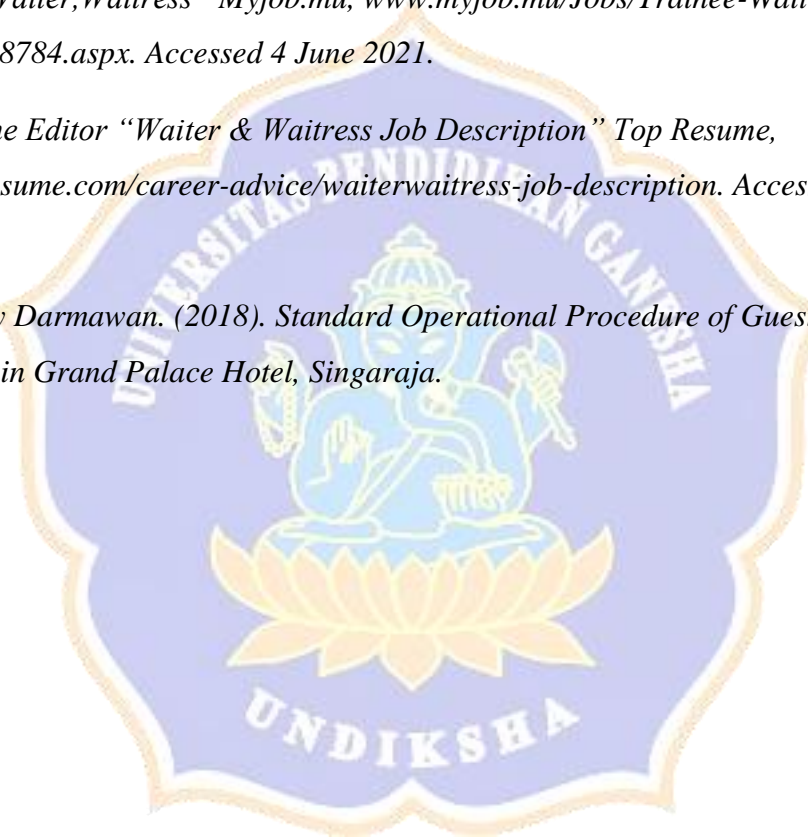 Waiter,Waitress" Myjob.mu, www.myjob.mu/Jobs/Trainee-Wait
8784.aspx. Accessed 4 June 2021.
ne Editor “Waiter & Waitress Job Description” Top Resume,
sume.com/career-advice/waiterwaitress-job-description. Acces
y Darmawan. (2018). Standard Operational Procedure of Gues
in Grand Palace Hotel, Singaraja.
UNIVERSITAS PENDIDIKAN GANESHA
UNDIKSHA